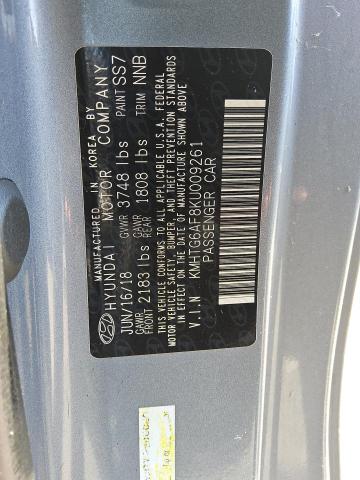 MANUFACTURED IN KOREA BY
HYUNDAI MOTOR COMPANY
JUN/16/18 GVWR 3748 lbs PAINT SS7
GAWR FRONT 2183 lbs GAWR REAR 1808 lbs TRIM NNB
THIS VEHICLE CONFORMS TO ALL APPLICABLE U.S.A. FEDERAL
MOTOR VEHICLE SAFETY, BUMPER, AND THEFT PREVENTION STANDARDS
IN EFFECT ON THE DATE OF MANUFACTURE SHOWN ABOVE
V.I.N KMHTG6AF8KU009261
PASSENGER CAR